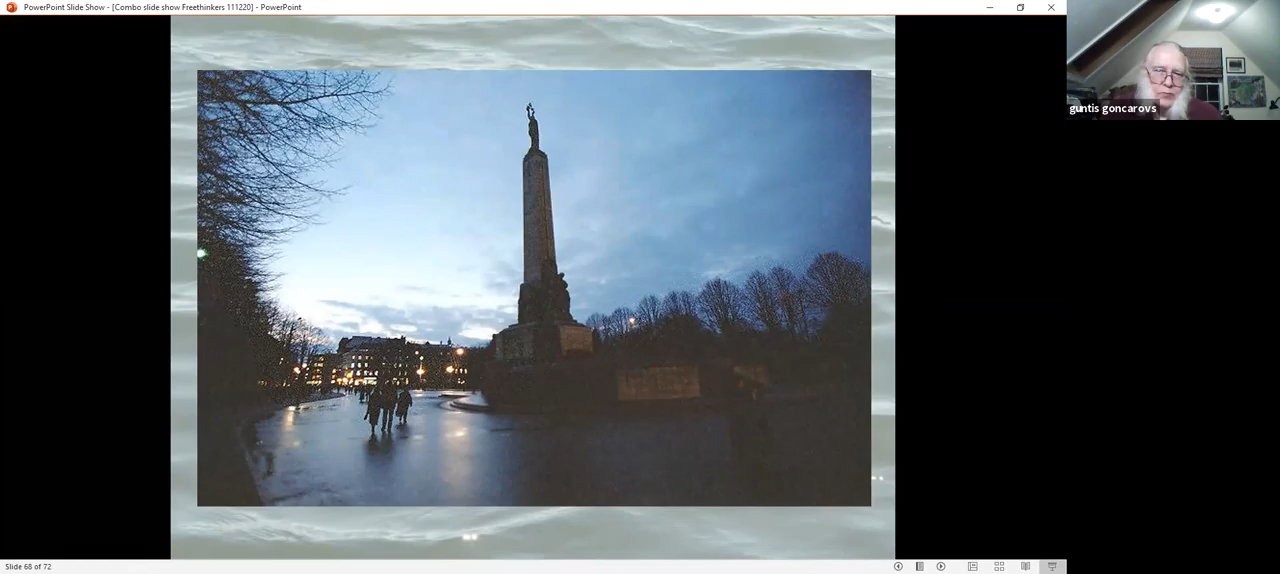 PowerPoint Slide Show - [Combo slide show Freethinkers 111220] - PowerPoint
guntis goncarovs
Slide 68 of 72